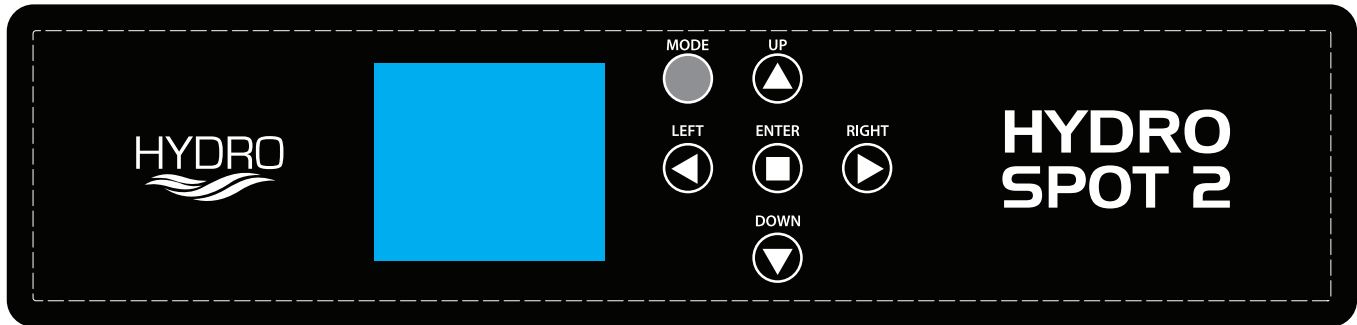 HYDRO
MODE
UP
LEFT
ENTER
RIGHT
DOWN
HYDRO
SPOT 2